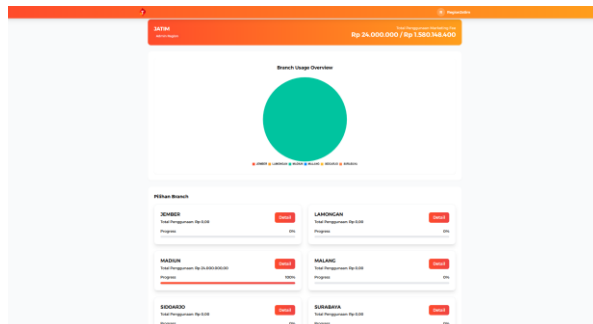 JATIM
Total Penggunaan Marketing Fee
Rp 24.000.000 / Rp 1.580.148.400
Branch Usage Overview
JEMBER LAMONGAN MADIUN MALANG SIDOARJO SURABAYA
Pilihan Branch
JEMBER
Total Penggunaan: Rp 0,00
Detail
Progress 0%
LAMONGAN
Total Penggunaan: Rp 0,00
Detail
Progress 0%
MADIUN
Total Penggunaan: Rp 24.000.000,00
Detail
Progress 100%
MALANG
Total Penggunaan: Rp 0,00
Detail
Progress 0%
SIDOARJO
Total Penggunaan: Rp 0,00
Detail
SURABAYA
Total Penggunaan: Rp 0,00
Detail